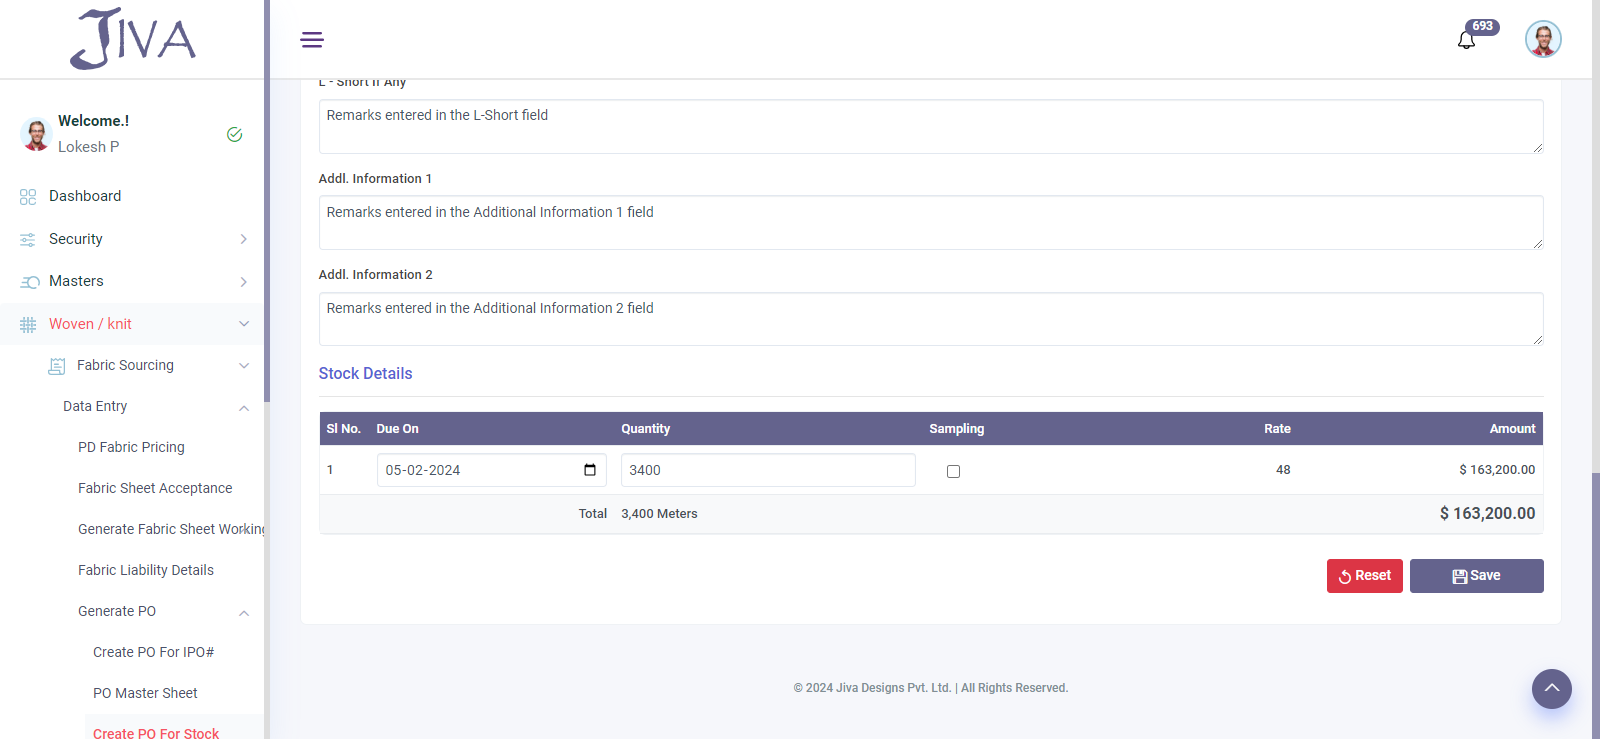 JIVA
693
Welcome.!
Lokesh P
Dashboard
Security
Masters
Woven / knit
Fabric Sourcing
Data Entry
PD Fabric Pricing
Fabric Sheet Acceptance
Generate Fabric Sheet Working
Fabric Liability Details
Generate PO
Create PO For IPO#
PO Master Sheet
Create PO For Stock
L - Short If Any
Remarks entered in the L-Short field
Addl. Information 1
Remarks entered in the Additional Information 1 field
Addl. Information 2
Remarks entered in the Additional Information 2 field
Stock Details
Sl No. Due On Quantity Sampling Rate Amount
1 05-02-2024 3400 48 $ 163,200.00
Total 3,400 Meters $ 163,200.00
Reset Save
© 2024 Jiva Designs Pvt. Ltd. | All Rights Reserved.